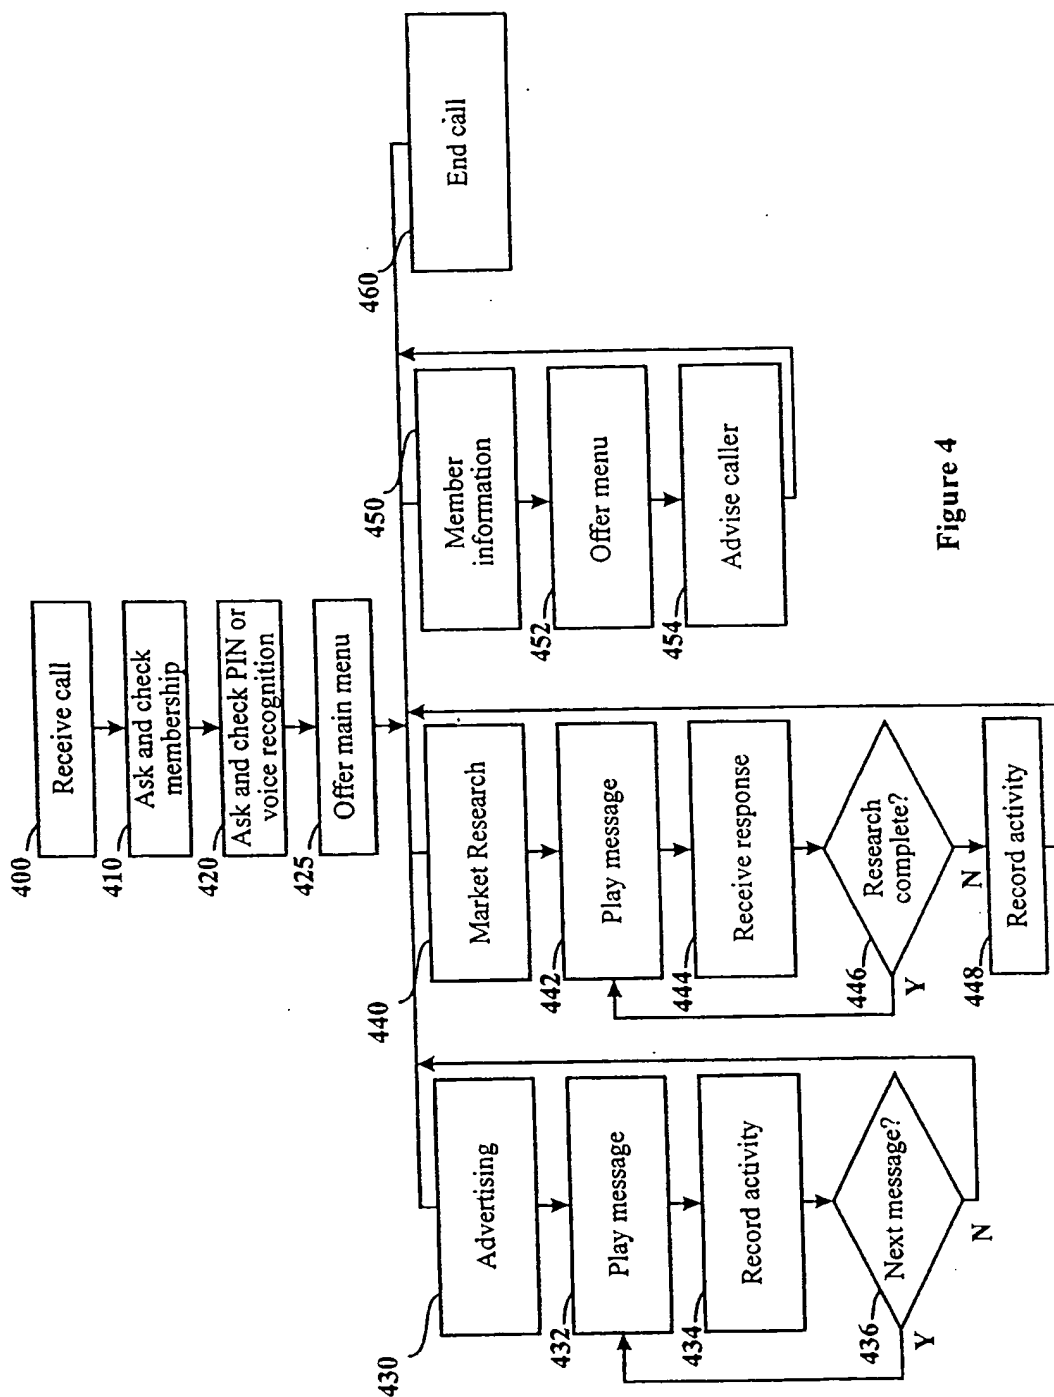 400
Receive call
410
Ask and check
membership
420
Ask and check PIN or
voice recognition
425
Offer main menu
430
Advertising
432
Play message
434
Record activity
436
Next message?
Y
N
440
Market Research
442
Play message
444
Receive response
446
Research
complete?
Y
N
448
Record activity
450
Member
information
452
Offer menu
454
Advise caller
460
End call
Figure 4